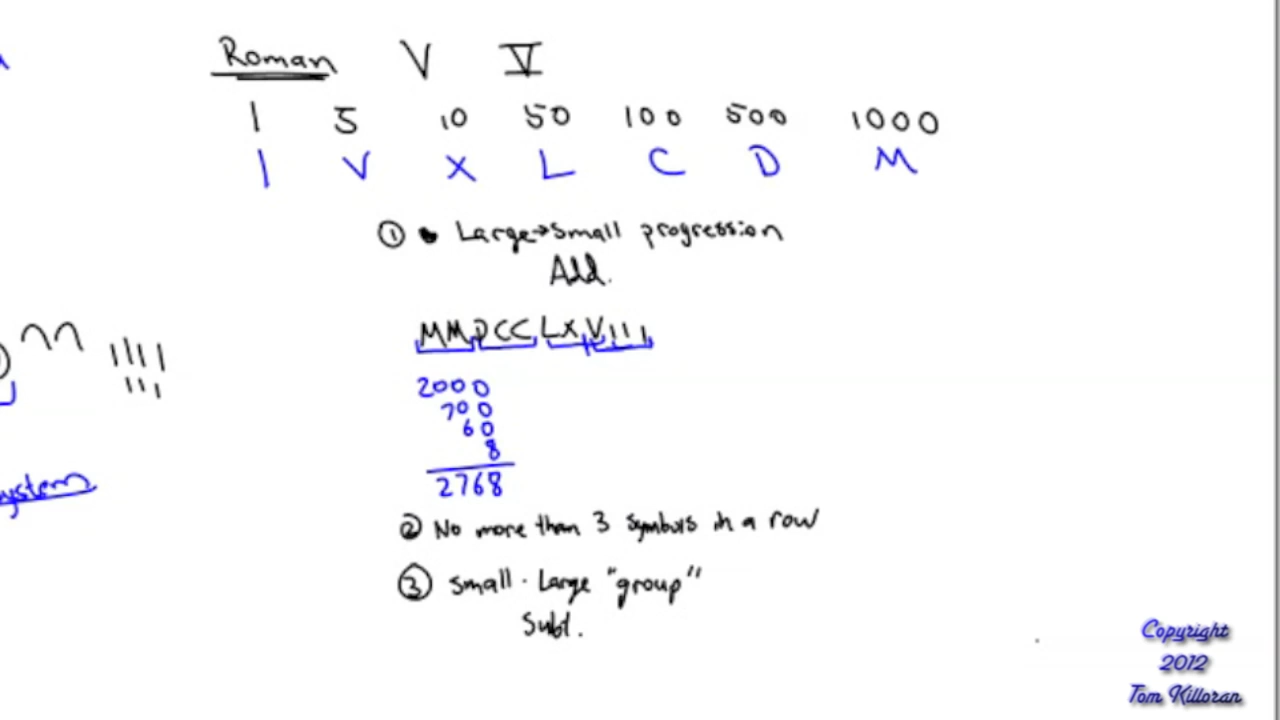 Roman V V
1 5 10 50 100 500 1000
I V X L C D M
① Large→Small progression
Add.
MMDCCLXVIII
2000
700
60
8
2768
② No more than 3 symbols in a row
③ Small · Large "group"
Subt.
ystem
Copyright
2012
Tom Killoran